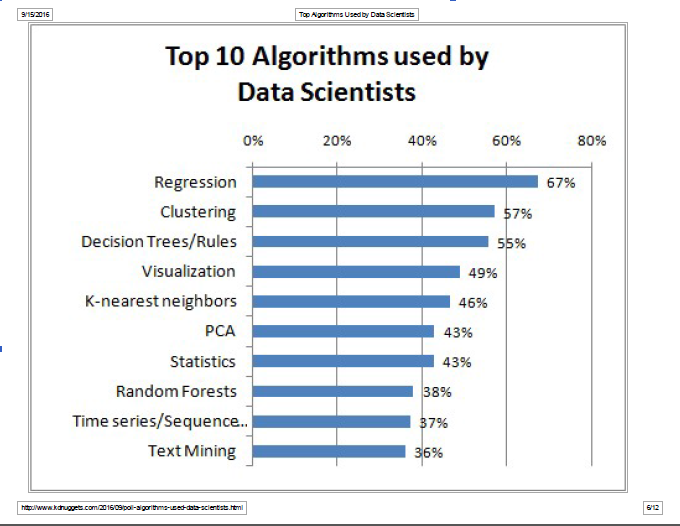 9/15/2016
Top Algorithms Used by Data Scientists
Top 10 Algorithms used by
Data Scientists
0% 20% 40% 60% 80%
Regression 67%
Clustering 57%
Decision Trees/Rules 55%
Visualization 49%
K-nearest neighbors 46%
PCA 43%
Statistics 43%
Random Forests 38%
Time series/Sequence... 37%
Text Mining 36%
http://www.kdnuggets.com/2016/09/poll-algorithms-used-data-scientists.html
6/12